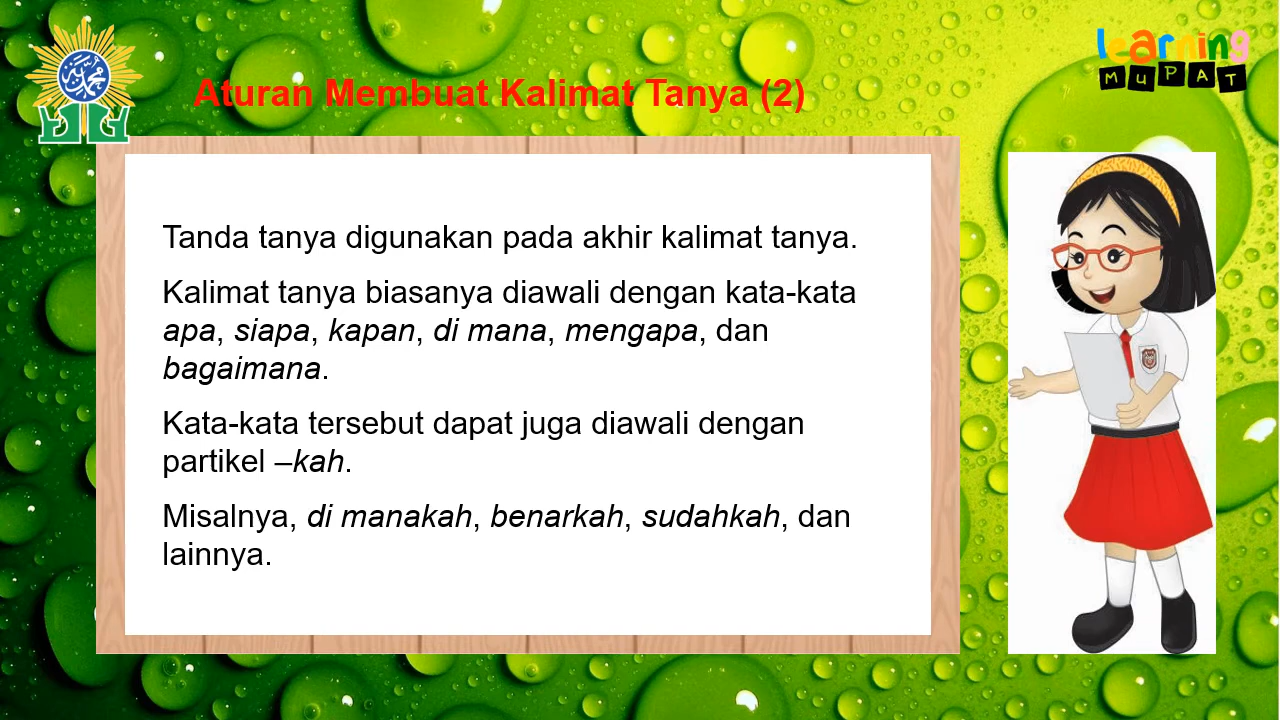 learning
MUPAT
Aturan Membuat Kalimat Tanya (2)
Tanda tanya digunakan pada akhir kalimat tanya.
Kalimat tanya biasanya diawali dengan kata-kata
apa, siapa, kapan, di mana, mengapa, dan
bagaimana.
Kata-kata tersebut dapat juga diawali dengan
partikel –kah.
Misalnya, di manakah, benarkah, sudahkah, dan
lainnya.